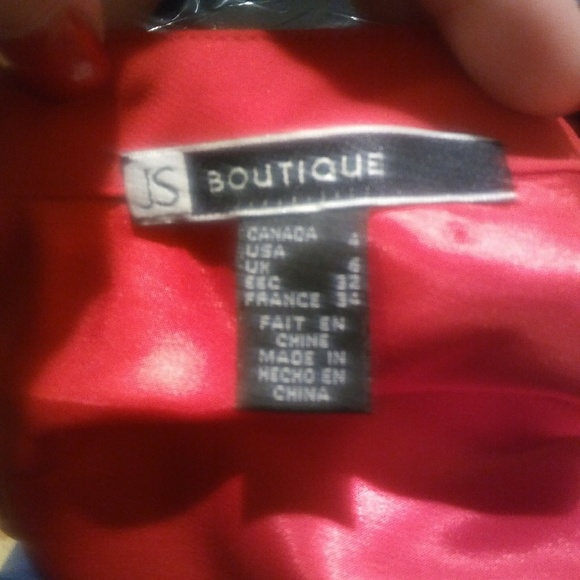 JS BOUTIQUE
CANADA 4
USA
UK 6
EEC 32
FRANCE 34
FAIT EN
CHINE
MADE IN
HECHO EN
CHINA